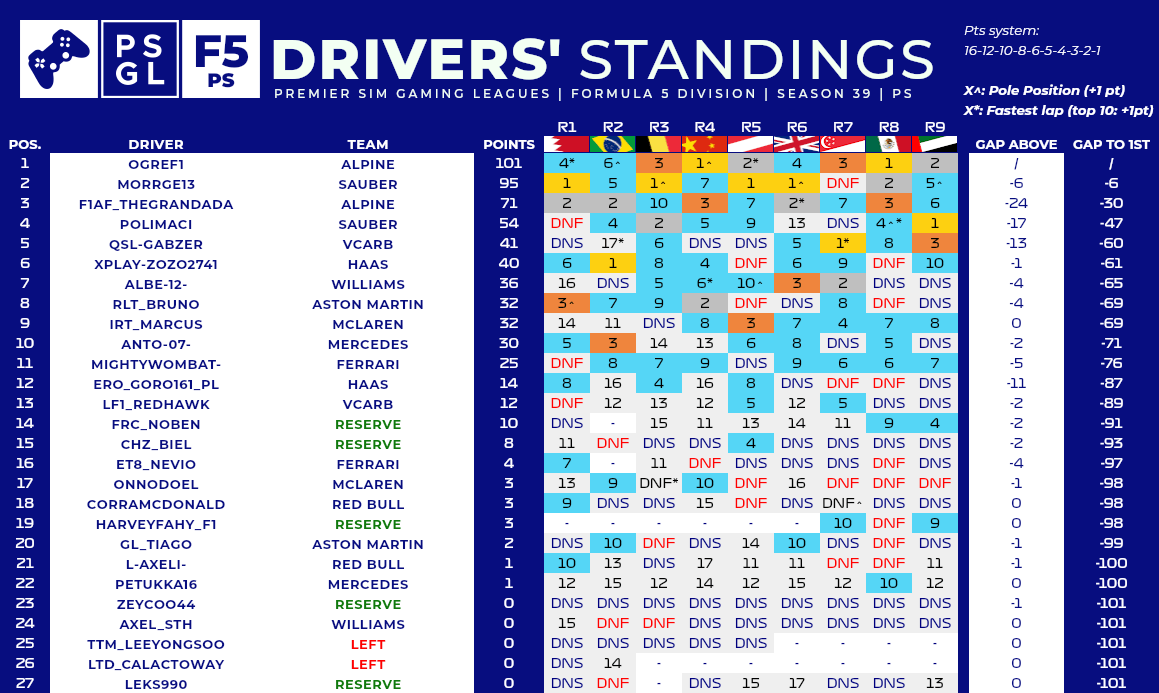 PS
GL
F5
PS
DRIVERS' STANDINGS
PREMIER SIM GAMING LEAGUES | FORMULA 5 DIVISION | SEASON 39 | PS
Pts system:
16-12-10-8-6-5-4-3-2-1
X^: Pole Position (+1 pt)
X*: Fastest lap (top 10: +1pt)
R1 R2 R3 R4 R5 R6 R7 R8 R9
POS. DRIVER TEAM POINTS GAP ABOVE GAP TO 1ST
1 OGREF1 ALPINE 101 4* 6^ 3 1^ 2* 4 3 1 2 / /
2 MORRGE13 SAUBER 95 1 5 1^ 7 1 1^ DNF 2 5^ -6 -6
3 F1AF_THEGRANDADA ALPINE 71 2 2 10 3 7 2* 7 3 6 -24 -30
4 POLIMACI SAUBER 54 DNF 4 2 5 9 13 DNS 4^* 1 -17 -47
5 QSL-GABZER VCARB 41 DNS 17* 6 DNS DNS 5 1* 8 3 -13 -60
6 XPLAY-ZOZO2741 HAAS 40 6 1 8 4 DNF 6 9 DNF 10 -1 -61
7 ALBE-12- WILLIAMS 36 16 DNS 5 6* 10^ 3 2 DNS DNS -4 -65
8 RLT_BRUNO ASTON MARTIN 32 3^ 7 9 2 DNF DNS 8 DNF DNS -4 -69
9 IRT_MARCUS MCLAREN 32 14 11 DNS 8 3 7 4 7 8 0 -69
10 ANTO-07- MERCEDES 30 5 3 14 13 6 8 DNS 5 DNS -2 -71
11 MIGHTYWOMBAT- FERRARI 25 DNF 8 7 9 DNS 9 6 6 7 -5 -76
12 ERO_GORO161_PL HAAS 14 8 16 4 16 8 DNS DNF DNF DNS -11 -87
13 LF1_REDHAWK VCARB 12 DNF 12 13 12 5 12 5 DNS DNS -2 -89
14 FRC_NOBEN RESERVE 10 DNS - 15 11 13 14 11 9 4 -2 -91
15 CHZ_BIEL RESERVE 8 11 DNF DNS DNS 4 DNS DNS DNS DNS -2 -93
16 ET8_NEVIO FERRARI 4 7 - 11 DNF DNS DNS DNS DNF DNS -4 -97
17 ONNODOEL MCLAREN 3 13 9 DNF* 10 DNF 16 DNF DNF DNF -1 -98
18 CORRAMCDONALD RED BULL 3 9 DNS DNS 15 DNF DNS DNF^ DNS DNS 0 -98
19 HARVEYFAHY_F1 RESERVE 3 - - - - - - 10 DNF 9 0 -98
20 GL_TIAGO ASTON MARTIN 2 DNS 10 DNF DNS 14 10 DNS DNF DNS -1 -99
21 L-AXELI- RED BULL 1 10 13 DNS 17 11 11 DNF DNF 11 -1 -100
22 PETUKKA16 MERCEDES 1 12 15 12 14 12 15 12 10 12 0 -100
23 ZEYCOO44 RESERVE 0 DNS DNS DNS DNS DNS DNS DNS DNS DNS -1 -101
24 AXEL_STH WILLIAMS 0 15 DNF DNF DNS DNS DNS DNS DNS DNS 0 -101
25 TTM_LEEYONGSOO LEFT 0 DNS DNS DNS DNS DNS - - - - 0 -101
26 LTD_CALACTOWAY LEFT 0 DNS 14 - - - - - - - 0 -101
27 LEKS990 RESERVE 0 DNS DNF - DNS 15 17 DNS DNS 13 0 -101